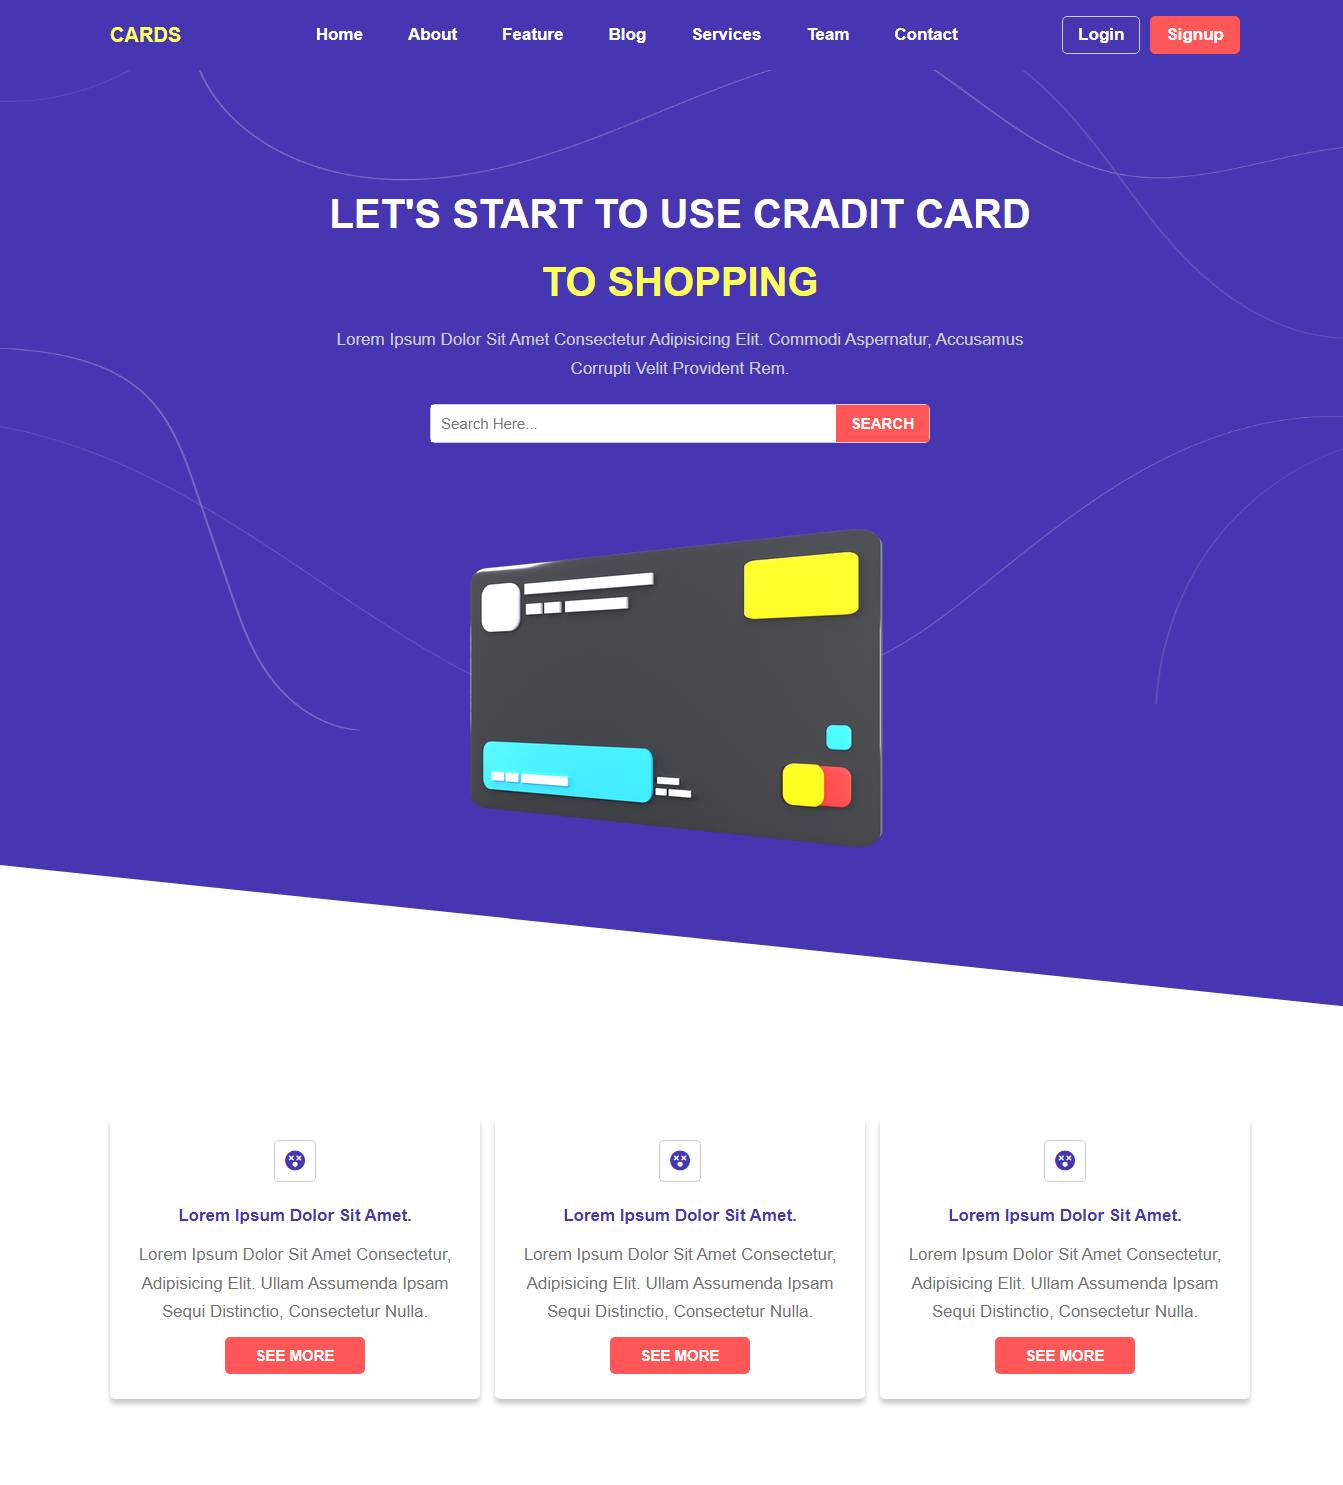 CARDS Home About Feature Blog Services Team Contact Login Signup
LET'S START TO USE CRADIT CARD
TO SHOPPING
Lorem Ipsum Dolor Sit Amet Consectetur Adipisicing Elit. Commodi Aspernatur, Accusamus
Corrupti Velit Provident Rem.
Search Here... SEARCH
Lorem Ipsum Dolor Sit Amet.
Lorem Ipsum Dolor Sit Amet Consectetur,
Adipisicing Elit. Ullam Assumenda Ipsam
Sequi Distinctio, Consectetur Nulla.
SEE MORE
Lorem Ipsum Dolor Sit Amet.
Lorem Ipsum Dolor Sit Amet Consectetur,
Adipisicing Elit. Ullam Assumenda Ipsam
Sequi Distinctio, Consectetur Nulla.
SEE MORE
Lorem Ipsum Dolor Sit Amet.
Lorem Ipsum Dolor Sit Amet Consectetur,
Adipisicing Elit. Ullam Assumenda Ipsam
Sequi Distinctio, Consectetur Nulla.
SEE MORE